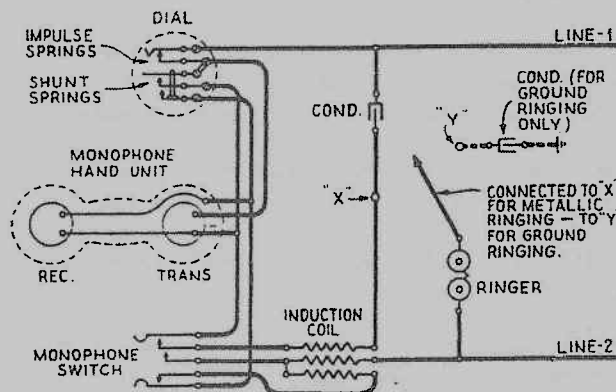 DIAL
IMPULSE
SPRINGS
SHUNT
SPRINGS
MONOPHONE
HAND UNIT
REC.
TRANS
MONOPHONE
SWITCH
LINE-1
COND.
"X"
INDUCTION
COIL
COND. (FOR
GROUND
RINGING
ONLY)
"Y"
CONNECTED TO "X"
FOR METALLIC
RINGING — TO "Y"
FOR GROUND
RINGING.
RINGER
LINE-2